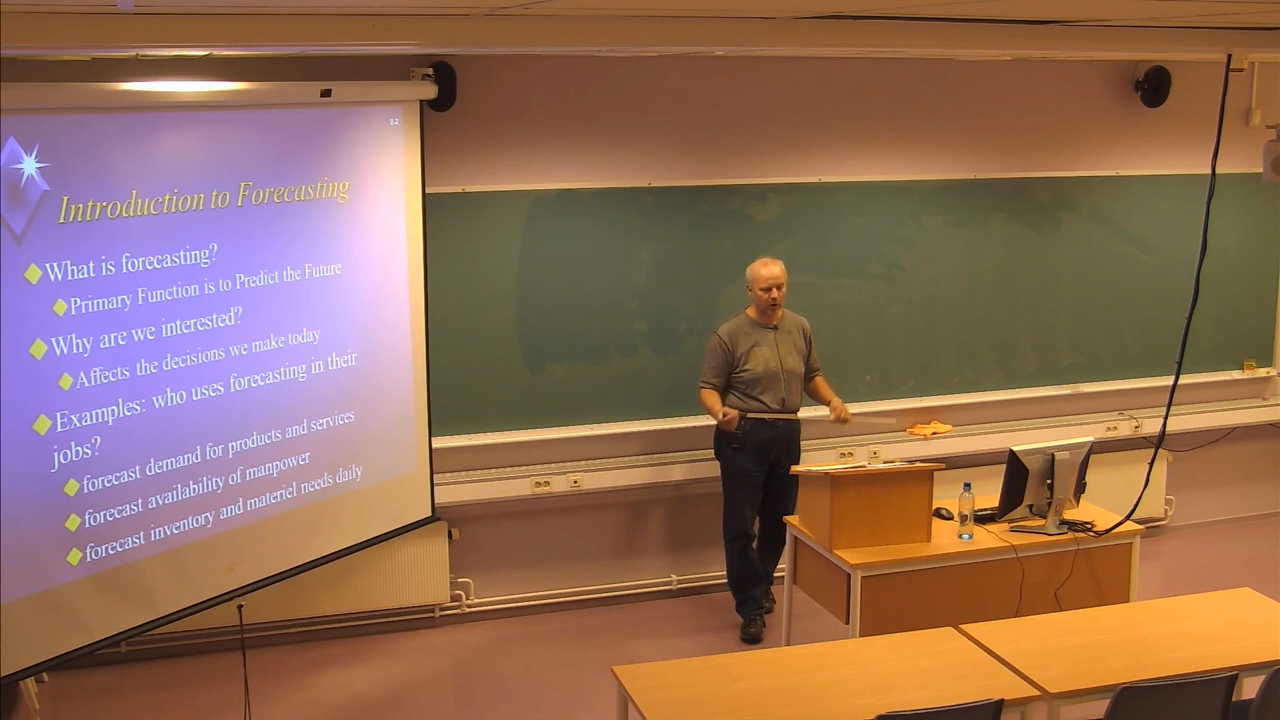 2-2
Introduction to Forecasting
What is forecasting?
Primary Function is to Predict the Future
Why are we interested?
Affects the decisions we make today
Examples: who uses forecasting in their
jobs?
forecast demand for products and services
forecast availability of manpower
forecast inventory and materiel needs daily